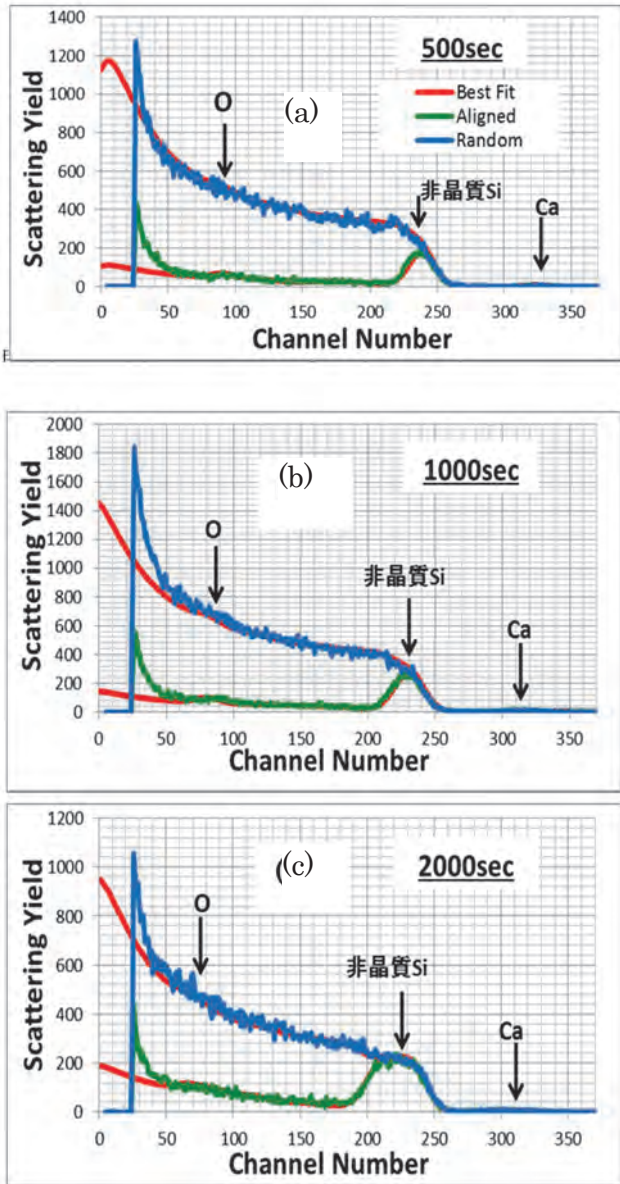 1400
1200
1000
800
600
400
200
0
Scattering Yield
500sec
(a)
Best Fit
Aligned
Random
O
非晶質Si
Ca
0 50 100 150 200 250 300 350
Channel Number
2000
1800
1600
1400
1200
1000
800
600
400
200
0
Scattering Yield
(b)
1000sec
O
非晶質Si
Ca
0 50 100 150 200 250 300 350
Channel Number
1200
1000
800
600
400
200
0
Scattering Yield
(c)
2000sec
O
非晶質Si
Ca
0 50 100 150 200 250 300 350
Channel Number